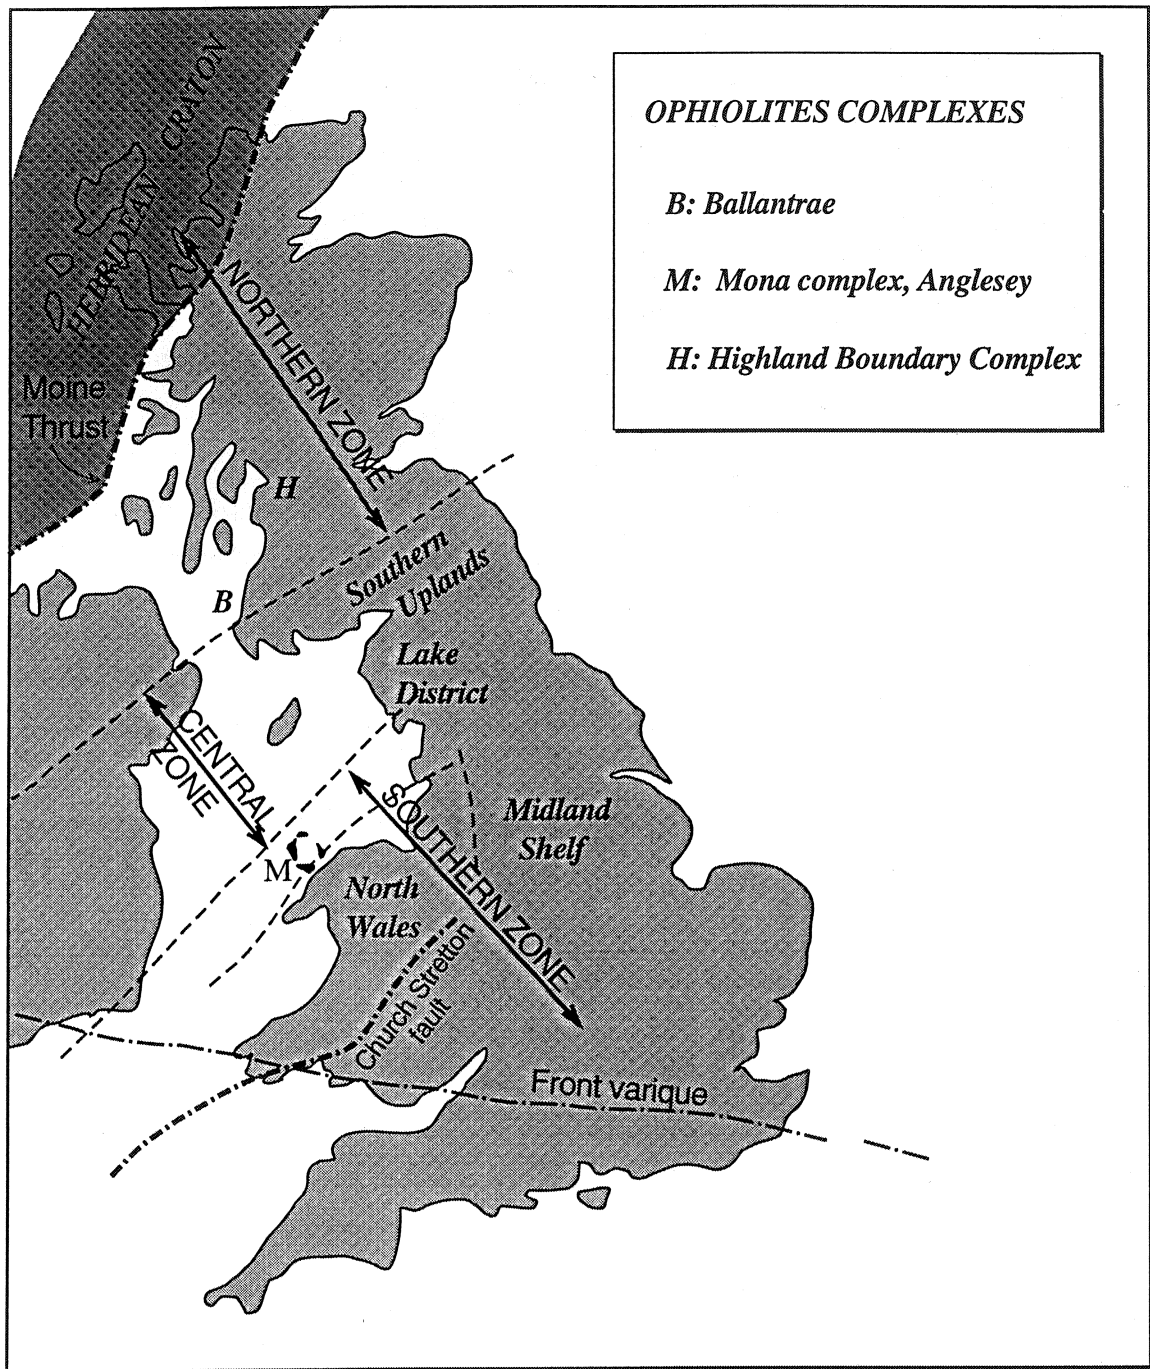 OPHIOLITES COMPLEXES
B: Ballantrae
M: Mona complex, Anglesey
H: Highland Boundary Complex
HEBRIDEAN CRATON
NORTHERN ZONE
Moine
Thrust
H
B
Southern
Uplands
Lake
District
CENTRAL
ZONE
SOUTHERN ZONE
Midland
Shelf
M
North
Wales
Church Stretton
fault
Front varique